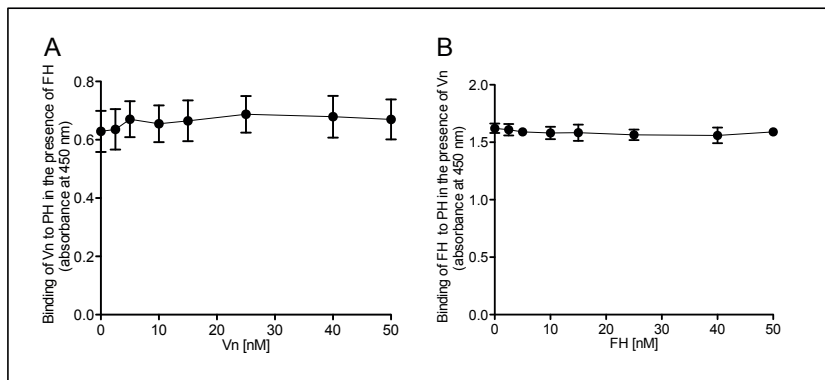 A
Binding of Vn to PH in the presence of FH
(absorbance at 450 nm)
0.8
0.6
0.4
0.2
0.0
0 10 20 30 40 50
Vn [nM]
B
Binding of FH to PH in the presence of Vn
(absorbance at 450 nm)
2.0
1.5
1.0
0.5
0.0
0 10 20 30 40 50
FH [nM]